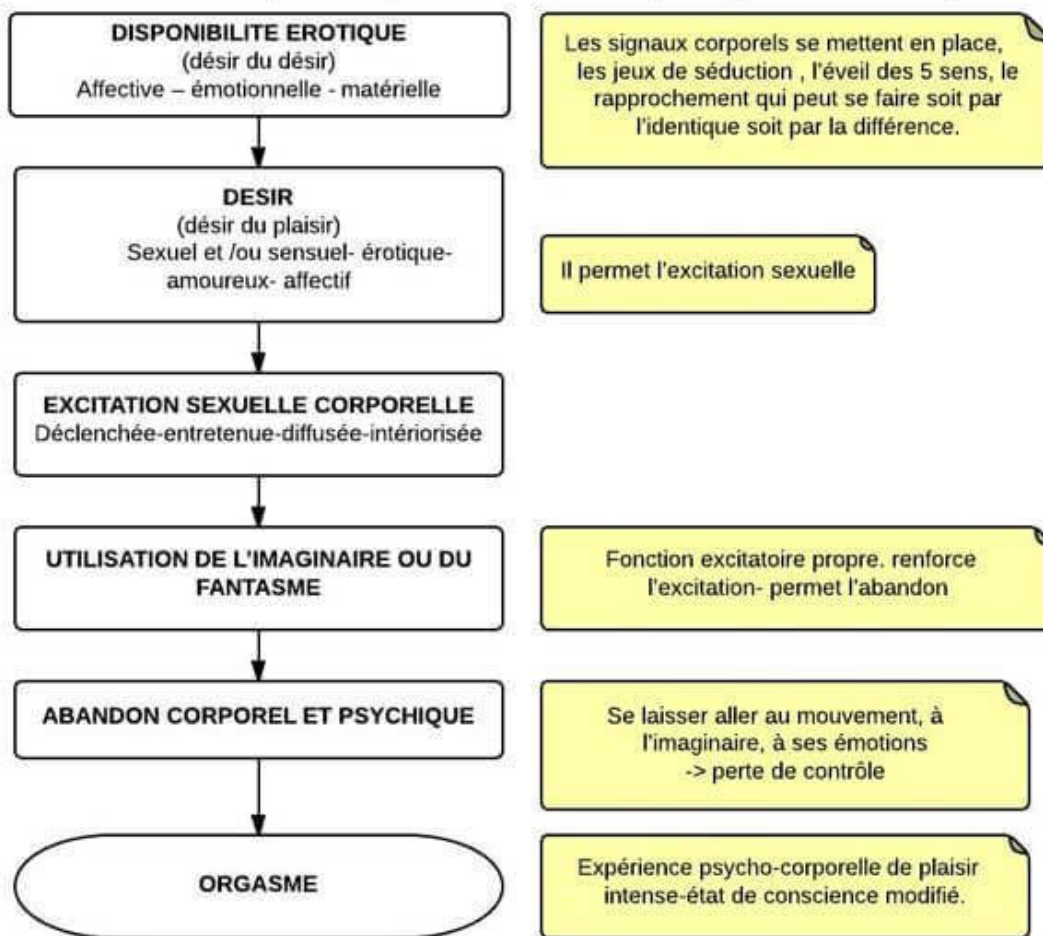 DISPONIBILITE EROTIQUE
(désir du désir)
Affective – émotionnelle - matérielle
Les signaux corporels se mettent en place,
les jeux de séduction , l'éveil des 5 sens, le
rapprochement qui peut se faire soit par
l'identique soit par la différence.
DESIR
(désir du plaisir)
Sexuel et /ou sensuel- érotique-
amoureux- affectif
Il permet l'excitation sexuelle
EXCITATION SEXUELLE CORPORELLE
Déclenchée-entretenue-diffusée-intériorisée
UTILISATION DE L'IMAGINAIRE OU DU
FANTASME
Fonction excitatoire propre. renforce
l'excitation- permet l'abandon
ABANDON CORPOREL ET PSYCHIQUE
Se laisser aller au mouvement, à
l'imaginaire, à ses émotions
-> perte de contrôle
ORGASME
Expérience psycho-corporelle de plaisir
intense-état de conscience modifié.